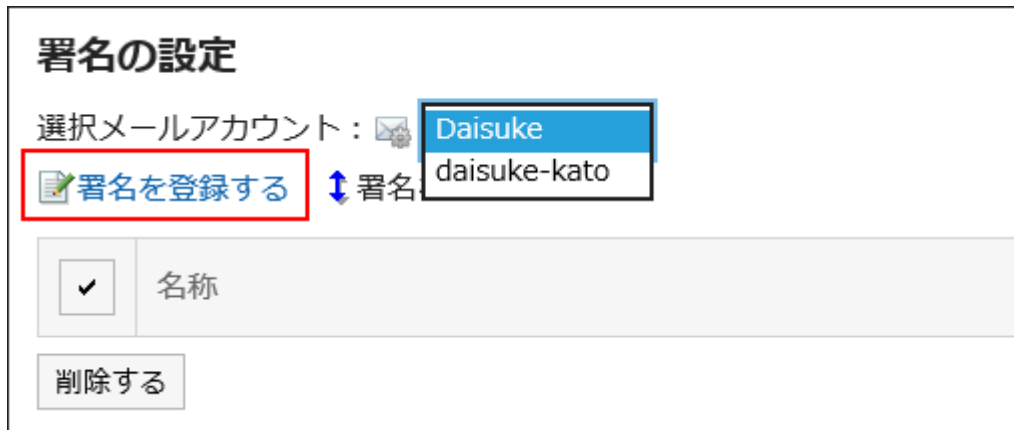 署名の設定
選択メールアカウント： Daisuke
daisuke-kato
署名を登録する 署名
名称
削除する